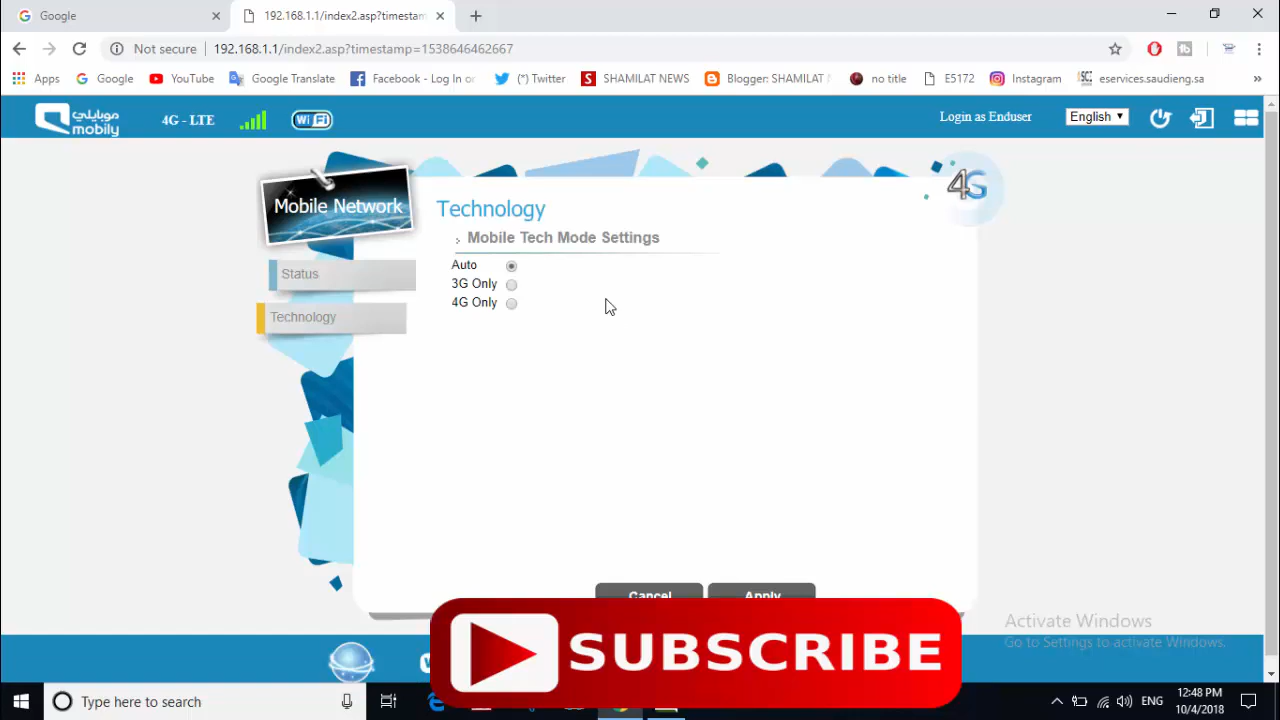 Google
192.168.1.1/index2.asp?timestam
Not secure
192.168.1.1/index2.asp?timestamp=1538646462667
Apps
Google
YouTube
Google Translate
Facebook - Log In or
(*) Twitter
SHAMILAT NEWS
Blogger: SHAMILAT
no title
E5172
Instagram
eservices.saudieng.sa
»
موبايلي
mobily
4G - LTE
WiFi
Login as Enduser
English
Mobile Network
4G
Technology
Mobile Tech Mode Settings
Auto
3G Only
4G Only
Status
Technology
Cancel
Apply
SUBSCRIBE
Activate Windows
Go to Settings to activate Windows.
Type here to search
ENG
12:48 PM
10/4/2018